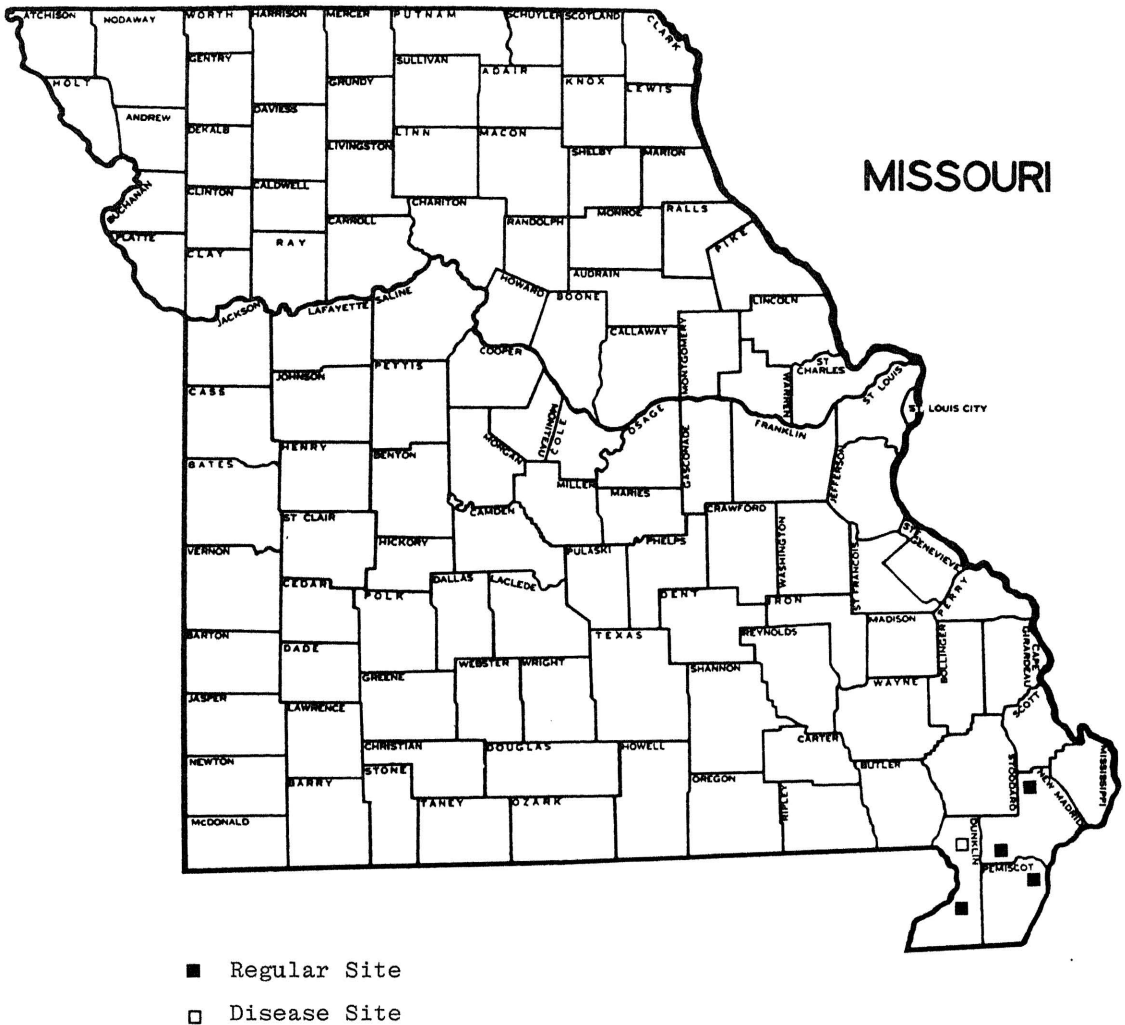 ATCHISON
NODAWAY
WORTH
HARRISON
MERCER
PUTNAM
SCHUYLER
SCOTLAND
CLARK
GENTRY
SULLIVAN
ADAIR
HOLT
GRUNDY
KNOX
LEWIS
ANDREW
DAVIESS
DEKALB
LINN
MACON
LIVINGSTON
SHELBY
MARION
MISSOURI
BUCHANAN
CLINTON
CALDWELL
CHARITON
CARROLL
RANDOLPH
MONROE
RALLS
PLATTE
CLAY
RAY
PIKE
AUDRAIN
HOWARD
BOONE
JACKSON
LAFAYETTE
SALINE
LINCOLN
CALLAWAY
MONTGOMERY
COOPER
PETTIS
JOHNSON
CASS
WARREN
ST
CHARLES
ST LOUIS
ST LOUIS CITY
MONITEAU
COLE
OSAGE
FRANKLIN
HENRY
BENTON
MORGAN
GASCONADE
JEFFERSON
BATES
MILLER
MARIES
ST CLAIR
CAMDEN
CRAWFORD
WASHINGTON
STE
GENEVIEVE
VERNON
HICKORY
PULASKI
PHELPS
ST FRANCOIS
PERRY
CEDAR
POLK
DALLAS
LACLEDE
DENT
IRON
BARTON
DADE
TEXAS
REYNOLDS
MADISON
BOLLINGER
CAPE
GIRARDEAU
GREENE
WEBSTER
WRIGHT
SHANNON
WAYNE
JASPER
LAWRENCE
SCOTT
CHRISTIAN
DOUGLAS
HOWELL
CARTER
NEWTON
STONE
BARRY
OREGON
BUTLER
STODDARD
NEW MADRID
MISSISSIPPI
MCDONALD
TANEY
OZARK
RIPLEY
DUNKLIN
PEMISCOT
Regular Site
Disease Site